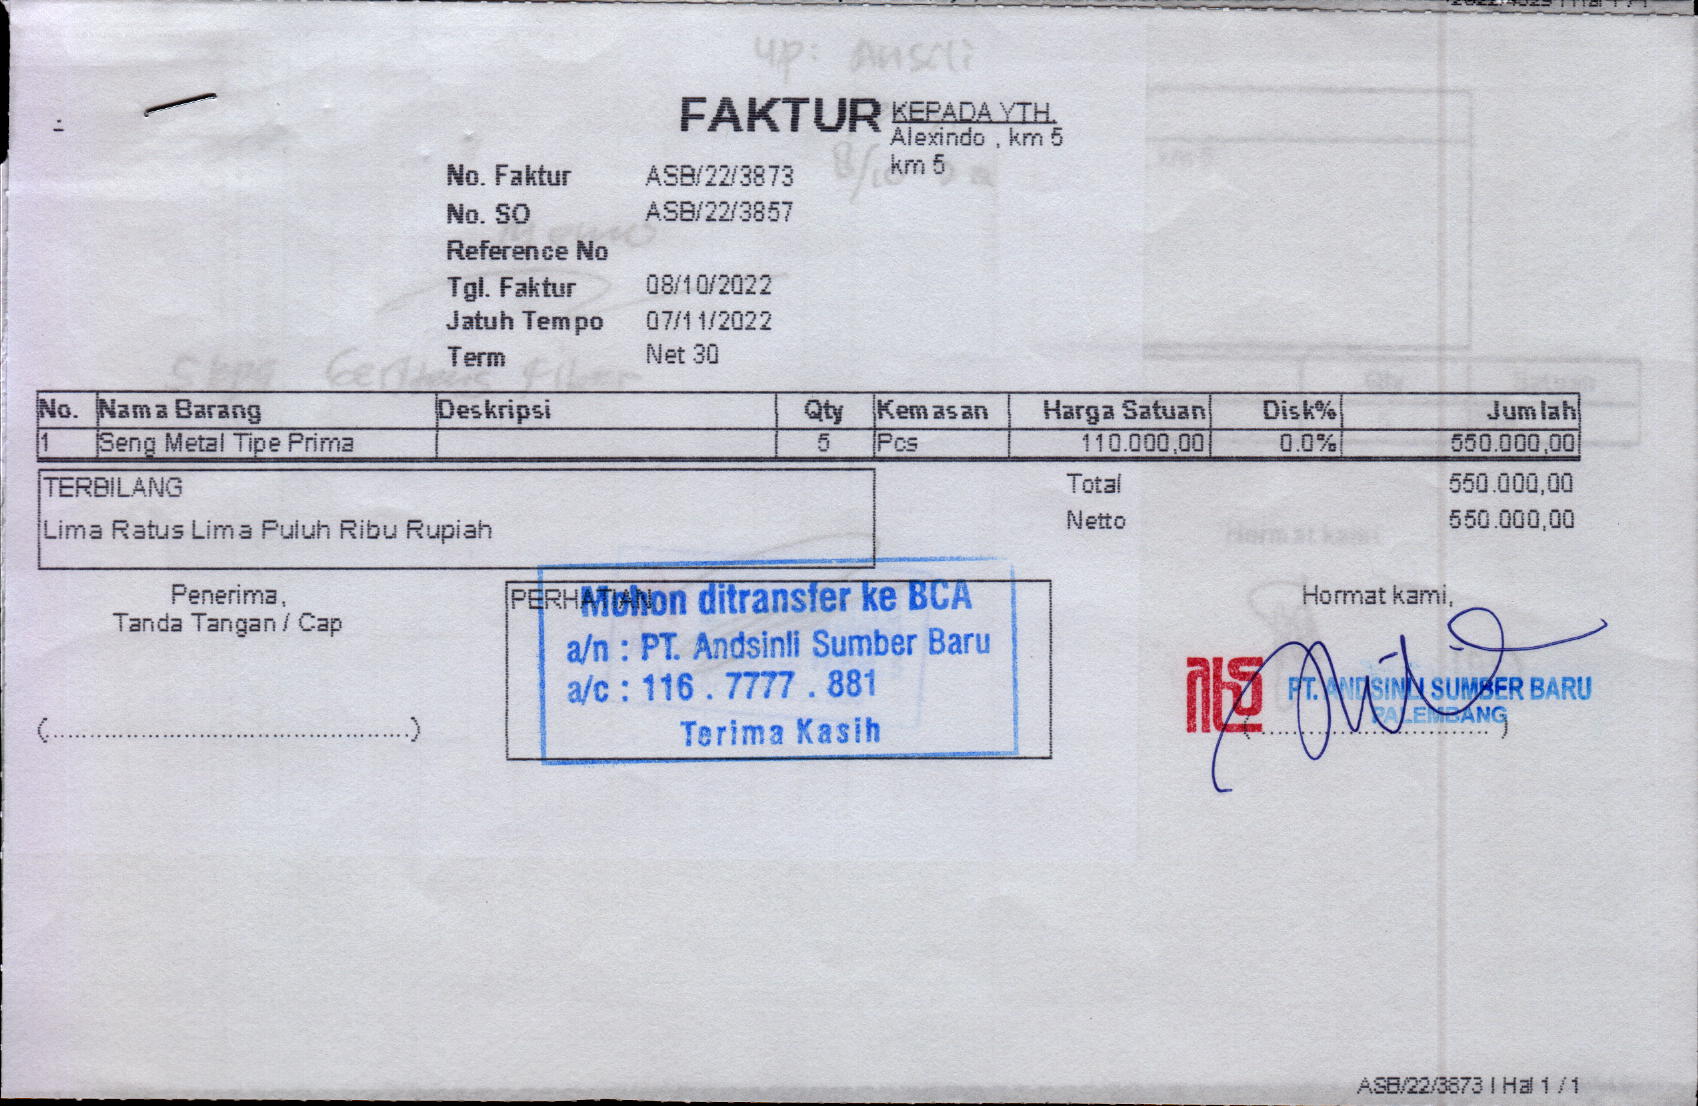 FAKTUR
KEPADA YTH.
Alexindo , km 5
km 5
No. Faktur ASB/22/3873
No. SO ASB/22/3857
Reference No
Tgl. Faktur 08/10/2022
Jatuh Tempo 07/11/2022
Term Net 30
No. Nama Barang Deskripsi Qty Kemasan Harga Satuan Disk% Jumlah
1 Seng Metal Tipe Prima 5 Pcs 110.000,00 0.0% 550.000,00
TERBILANG
Lima Ratus Lima Puluh Ribu Rupiah
Total 550.000,00
Netto 550.000,00
Penerima,
Tanda Tangan / Cap
(..................................................)
PERHATIAN
Mohon ditransfer ke BCA
a/n : PT. Andsinli Sumber Baru
a/c : 116 . 7777 . 881
Terima Kasih
Hormat kami,
PT. ANDSINLI SUMBER BARU
PALEMBANG
(..................................)
ASB/22/3873 | Hal 1 / 1